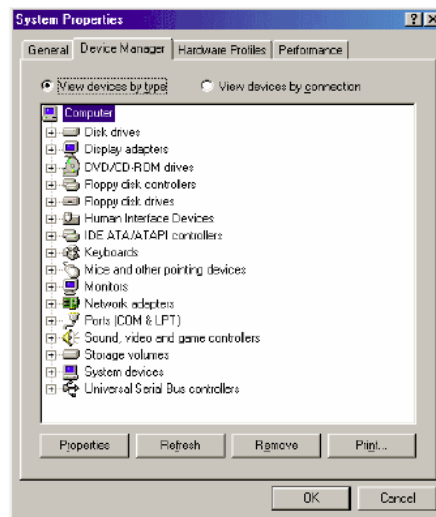 System Properties
General Device Manager Hardware Profiles Performance
View devices by type View devices by connection
Computer
Disk drives
Display adapters
DVD/CD-ROM drives
Floppy disk controllers
Floppy disk drives
Human Interface Devices
IDE ATA/ATAPI controllers
Keyboards
Mice and other pointing devices
Monitors
Network adapters
Ports (COM & LPT)
Sound, video and game controllers
Storage volumes
System devices
Universal Serial Bus controllers
Properties Refresh Remove Print...
OK Cancel